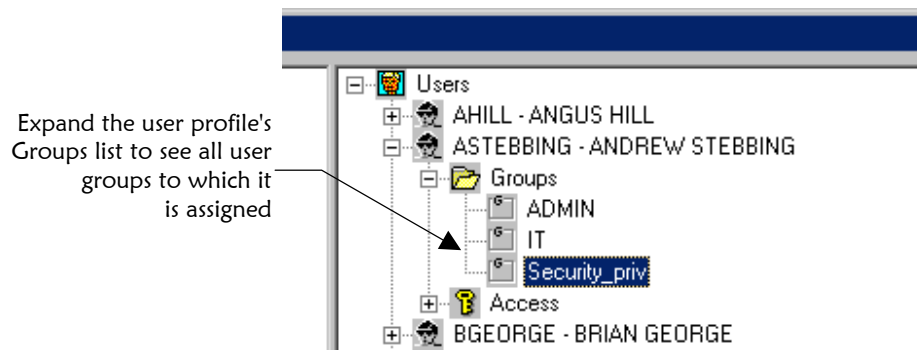 Users
AHILL - ANGUS HILL
Expand the user profile's
Groups list to see all user
groups to which it
is assigned
ASTEBBING - ANDREW STEBBING
Groups
G ADMIN
G IT
G Security_priv
Access
BGEORGE - BRIAN GEORGE